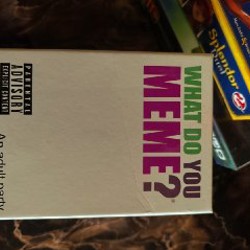 WHAT DO YOU
MEME?
PARENTAL
ADVISORY
EXPLICIT CONTENT
An adult party
Splendor